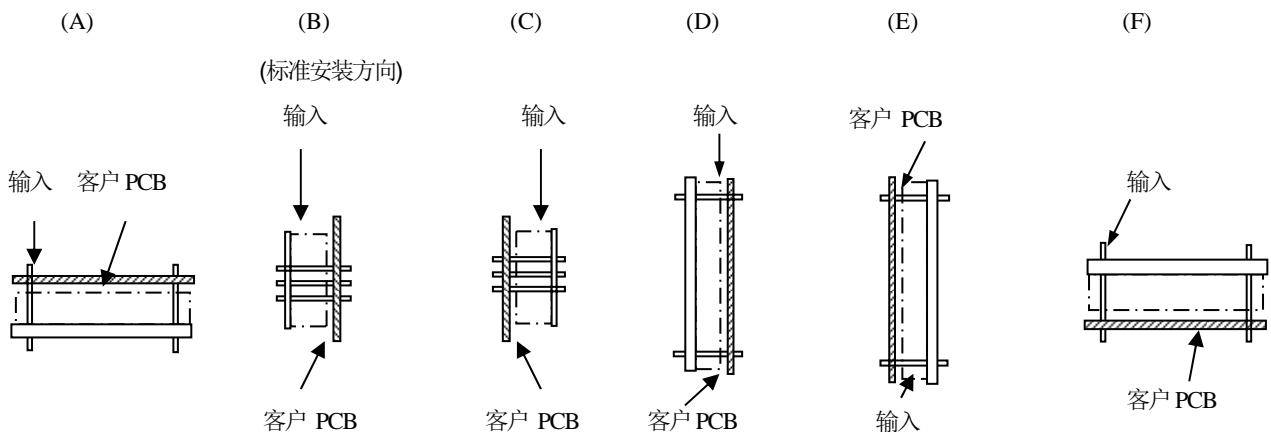 (A) (B) (C) (D) (E) (F)
(标准安装方向)
输入 输入 输入 客户 PCB
输入 客户 PCB 输入
客户 PCB 客户 PCB 客户 PCB 输入 客户 PCB